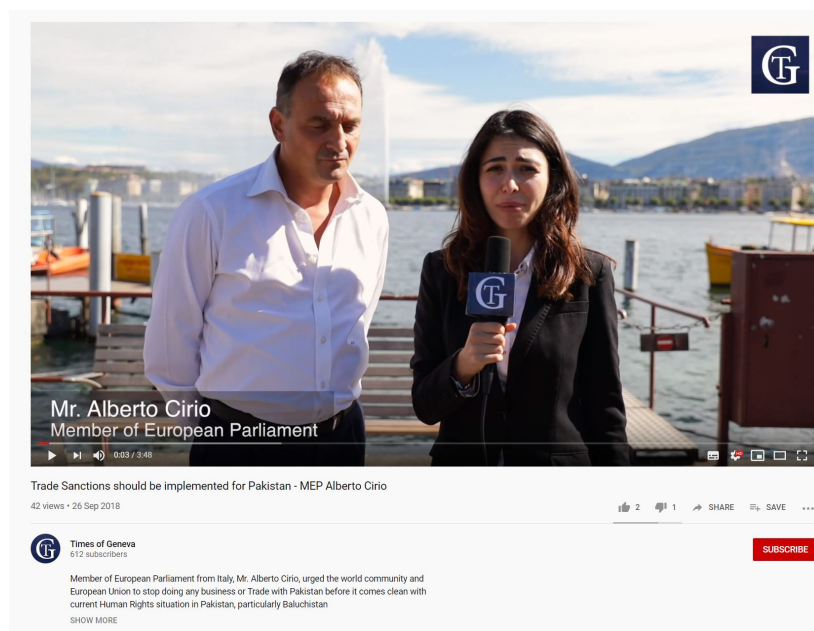 GT
GT
Mr. Alberto Cirio
Member of European Parliament
0:03 / 3:48
HD
Trade Sanctions should be implemented for Pakistan - MEP Alberto Cirio
42 views • 26 Sep 2018
2 1 SHARE SAVE
GT
Times of Geneva
612 subscribers
SUBSCRIBE
Member of European Parliament from Italy, Mr. Alberto Cirio, urged the world community and
European Union to stop doing any business or Trade with Pakistan before it comes clean with
current Human Rights situation in Pakistan, particularly Baluchistan
SHOW MORE